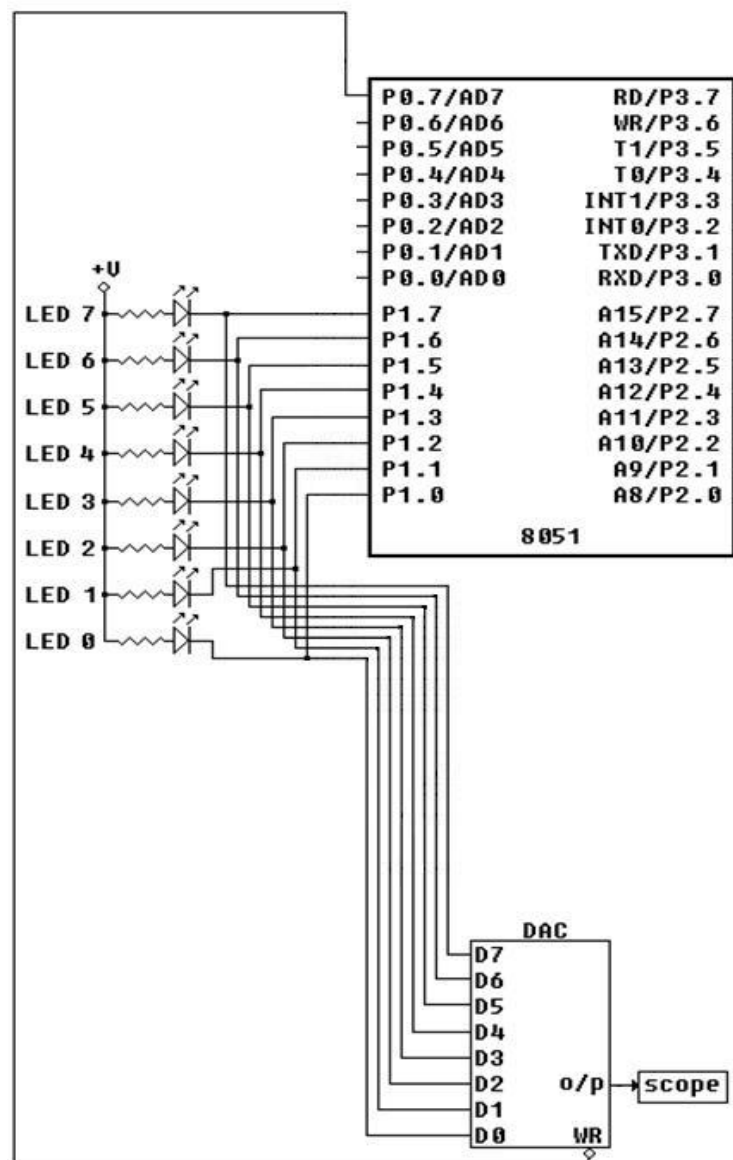 P0.7/AD7 RD/P3.7
P0.6/AD6 WR/P3.6
P0.5/AD5 T1/P3.5
P0.4/AD4 T0/P3.4
P0.3/AD3 INT1/P3.3
P0.2/AD2 INT0/P3.2
P0.1/AD1 TXD/P3.1
P0.0/AD0 RXD/P3.0
P1.7 A15/P2.7
P1.6 A14/P2.6
P1.5 A13/P2.5
P1.4 A12/P2.4
P1.3 A11/P2.3
P1.2 A10/P2.2
P1.1 A9/P2.1
P1.0 A8/P2.0
8051
+V
LED 7
LED 6
LED 5
LED 4
LED 3
LED 2
LED 1
LED 0
DAC
D7
D6
D5
D4
D3
D2
D1
D0
o/p
WR
scope